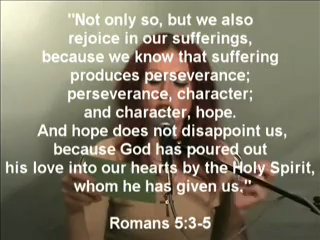 "Not only so, but we also
rejoice in our sufferings,
because we know that suffering
produces perseverance;
perseverance, character;
and character, hope.
And hope does not disappoint us,
because God has poured out
his love into our hearts by the Holy Spirit,
whom he has given us."
Romans 5:3-5